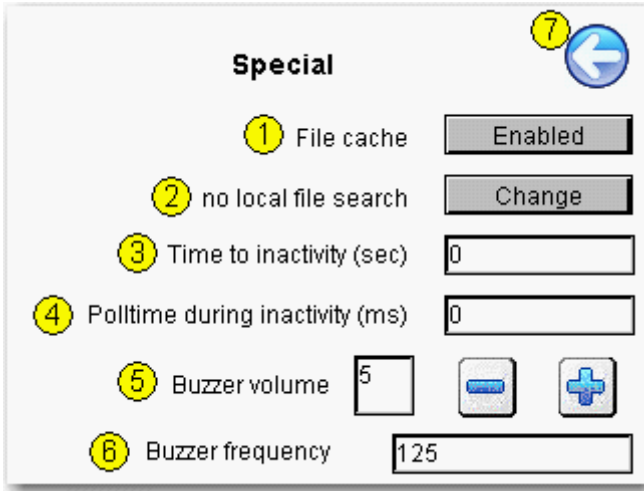 7
Special
1 File cache Enabled
2 no local file search Change
3 Time to inactivity (sec) 0
4 Polltime during inactivity (ms) 0
5 Buzzer volume 5
6 Buzzer frequency 125